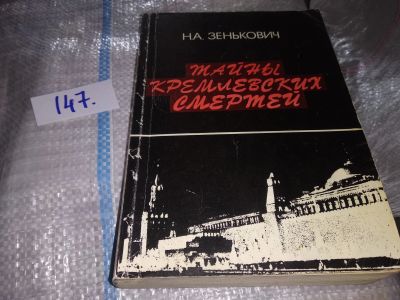 Н.А. ЗЕНЬКОВИЧ
ТАЙНЫ
КРЕМЛЕВСКИХ
СМЕРТЕЙ
147.